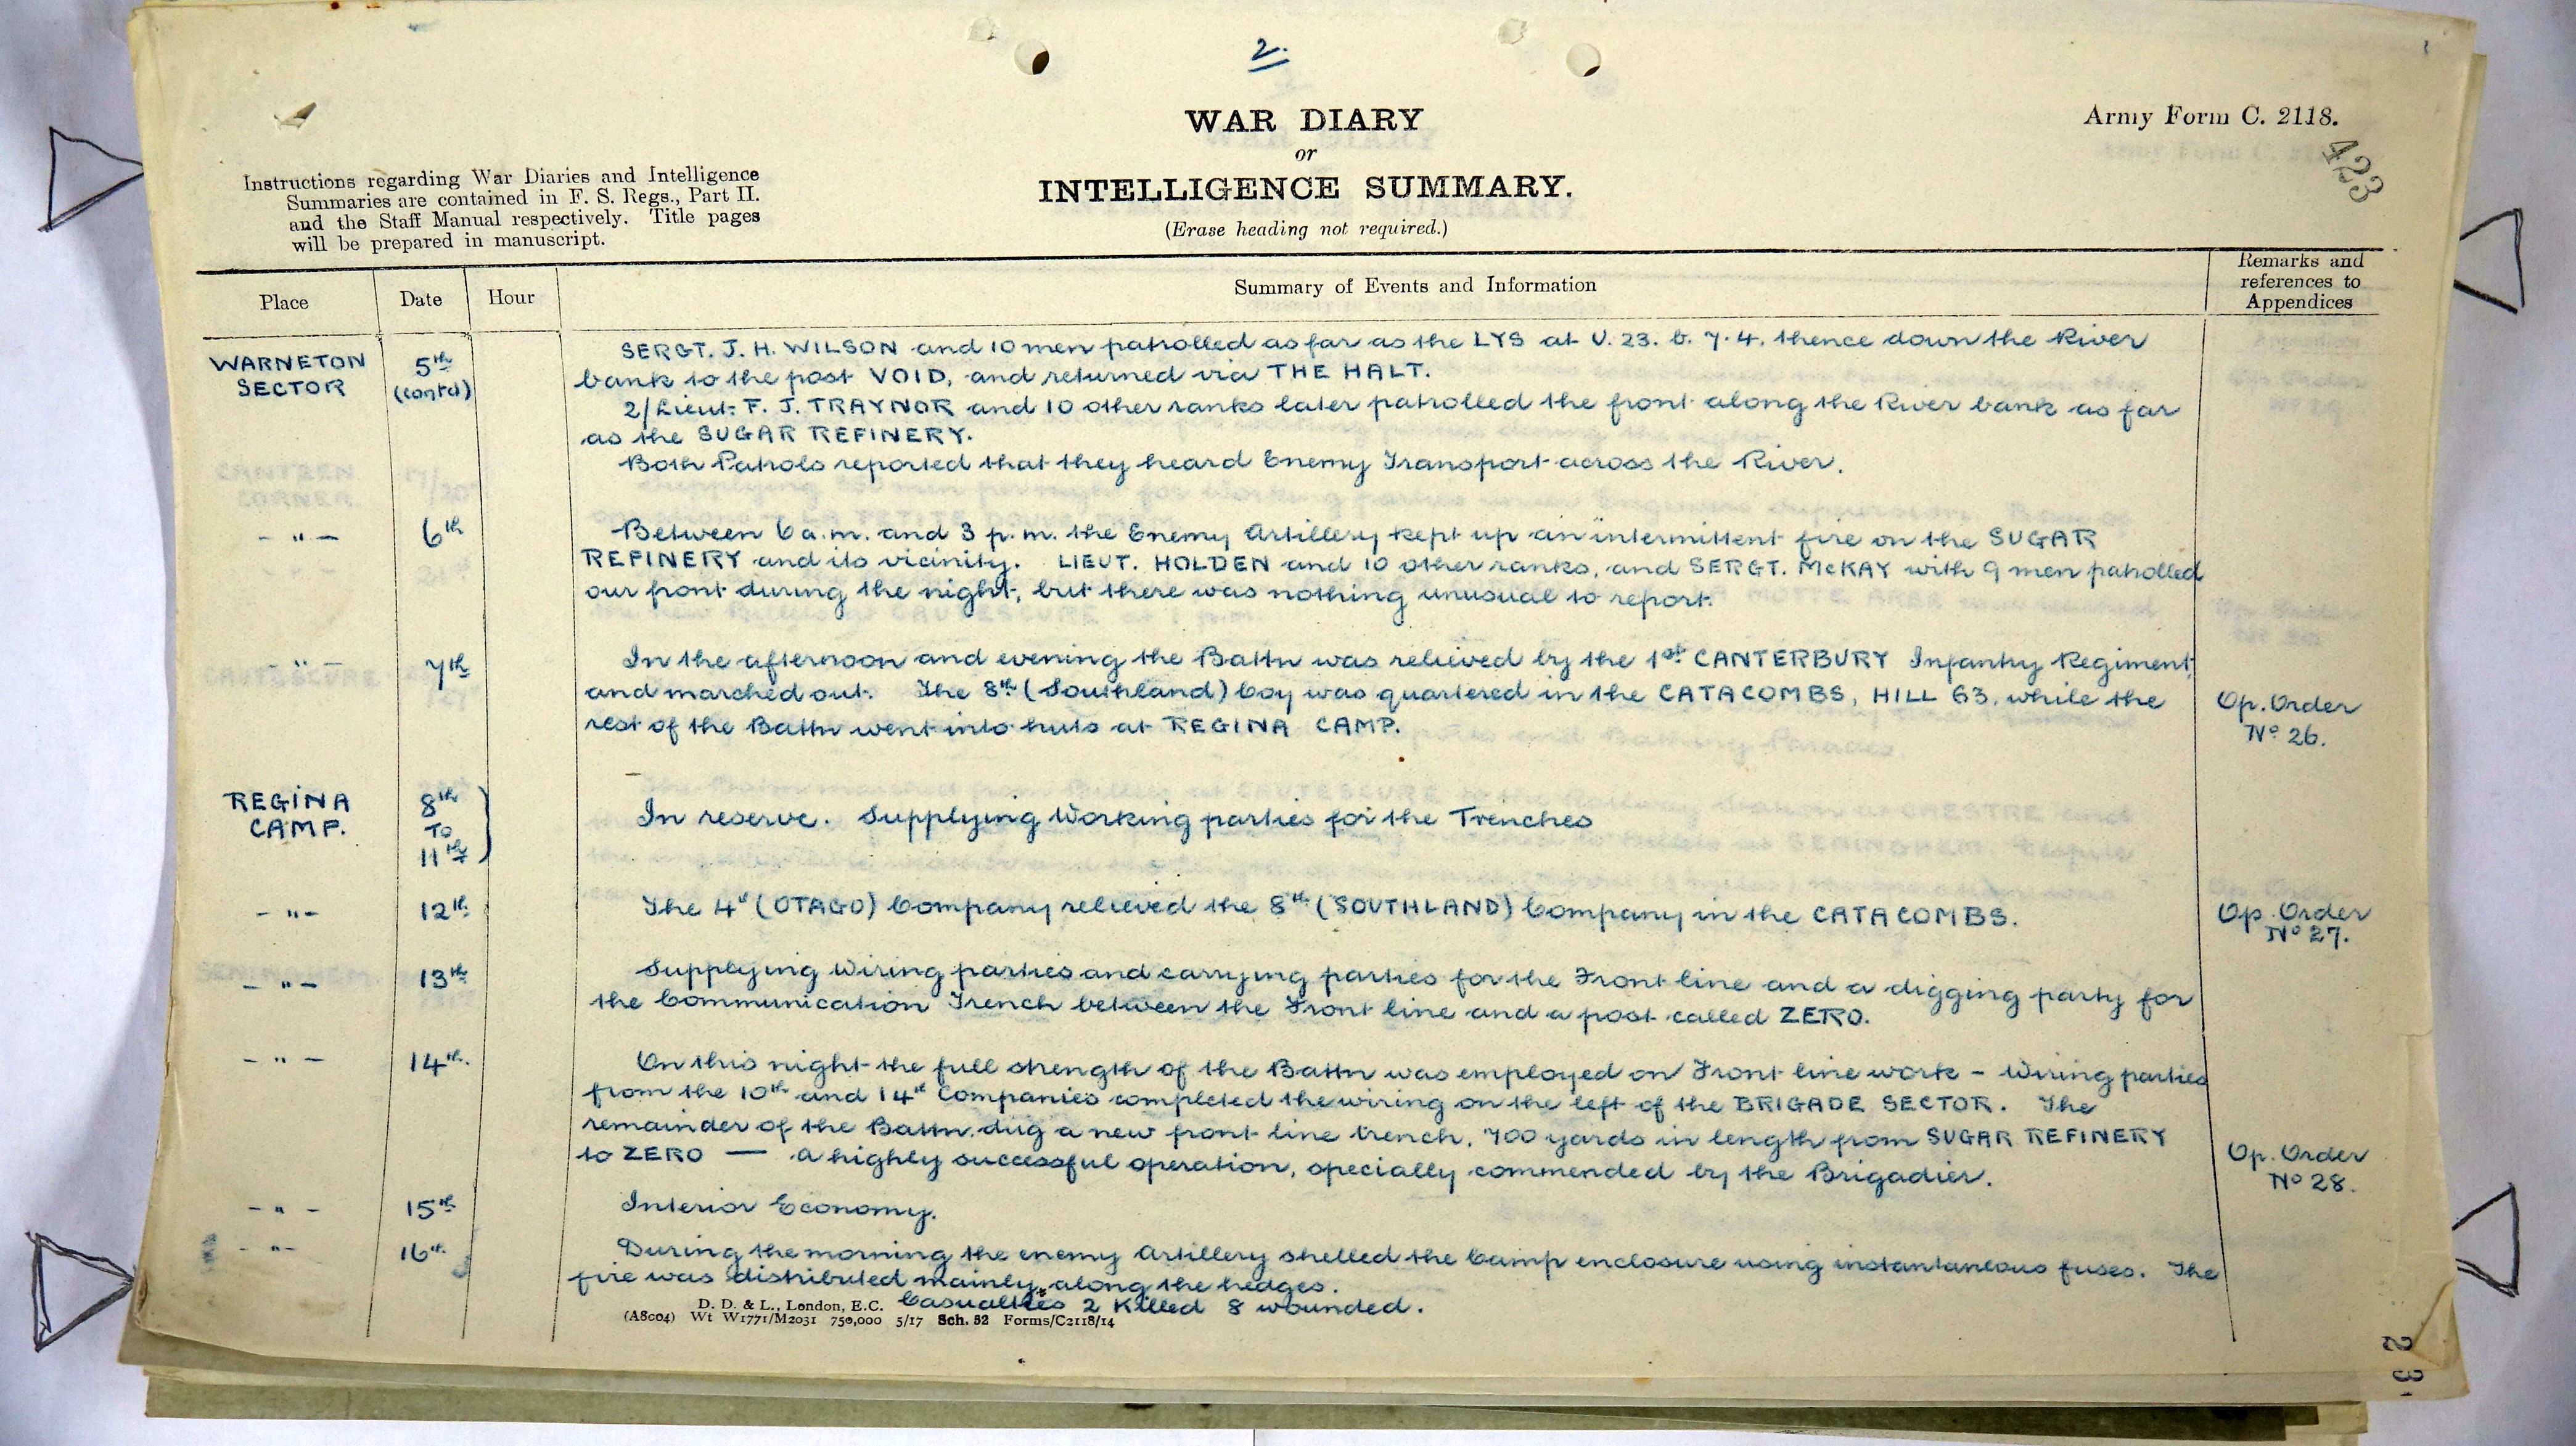 2.
WAR DIARY
or
INTELLIGENCE SUMMARY.
(Erase heading not required.)
Army Form C. 2118.
423
Instructions regarding War Diaries and Intelligence
Summaries are contained in F. S. Regs., Part II.
and the Staff Manual respectively. Title pages
will be prepared in manuscript.
Place Date Hour Summary of Events and Information Remarks and references to Appendices
WARNETON SECTOR 5th (contd)
SERGT. J. H. WILSON and 10 men patrolled as far as the LYS at U. 23. b. 7.4. thence down the River
bank to the post VOID, and returned via THE HALT.
2/Lieut: F. J. TRAYNOR and 10 other ranks later patrolled the front along the River bank as far
as the SUGAR REFINERY.
Both Patrols reported that they heard Enemy Transport across the River.
- " - 6th
Between 6 a.m. and 3 p.m. the Enemy Artillery kept up an intermittent fire on the SUGAR
REFINERY and its vicinity. LIEUT. HOLDEN and 10 other ranks, and SERGT. McKAY with 9 men patrolled
our front during the night, but there was nothing unusual to report.
- " - 7th
In the afternoon and evening the Battn was relieved by the 1st CANTERBURY Infantry Regiment,
and marched out. The 8th (Southland) Coy was quartered in the CATACOMBS, HILL 63, while the
rest of the Battn went into huts at REGINA CAMP.
Op. Order
No 26.
REGINA CAMP. 8th TO 11th
In reserve. Supplying Working parties for the Trenches
- " - 12th
The 4th (OTAGO) Company relieved the 8th (SOUTHLAND) Company in the CATACOMBS.
Op. Order
No 27.
- " - 13th
Supplying Wiring parties and carrying parties for the Front line and a digging party for
the Communication Trench between the Front line and a post called ZERO.
- " - 14th
On this night the full strength of the Battn was employed on Front line work - Wiring parties
from the 10th and 14th Companies completed the wiring on the left of the BRIGADE SECTOR. The
remainder of the Battn. dug a new front line trench, 700 yards in length from SUGAR REFINERY
to ZERO — a highly successful operation, specially commended by the Brigadier.
Op. Order
No 28.
- " - 15th
Interior Economy.
- " - 16th
During the morning the enemy Artillery shelled the Camp enclosure using instantaneous fuses. The
fire was distributed mainly along the hedges.
Casualties 2 Killed 8 wounded.
D. D. & L., London, E.C.
(A8004) Wt W1771/M2031 750,000 5/17 Sch. 52 Forms/C2118/14